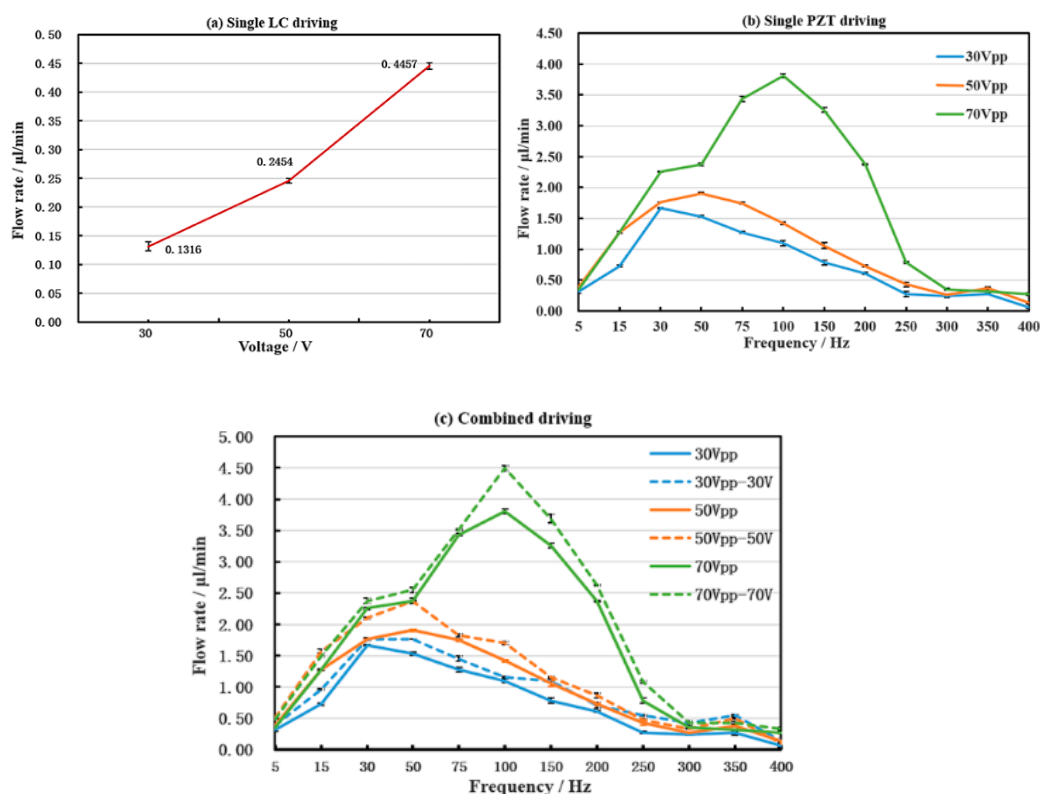 (a) Single LC driving
0. 50
0. 45
0. 40
0. 35
0. 30
0. 25
0. 20
0. 15
0. 10
0. 05
0. 00
Flow rate / μl/min
0. 4457
0. 2454
0. 1316
30
50
70
Voltage / V
(b) Single PZT driving
4.50
4.00
3.50
3.00
2.50
2.00
1.50
1.00
0.50
0.00
Flow rate / μl/min
30Vpp
50Vpp
70Vpp
5 15 30 50 75 100 150 200 250 300 350 400
Frequency / Hz
(c) Combined driving
5. 00
4. 50
4. 00
3. 50
3. 00
2. 50
2. 00
1. 50
1. 00
0. 50
0. 00
Flow rate / μl/min
30Vpp
30Vpp-30V
50Vpp
50Vpp-50V
70Vpp
70Vpp-70V
5 15 30 50 75 100 150 200 250 300 350 400
Frequency / Hz